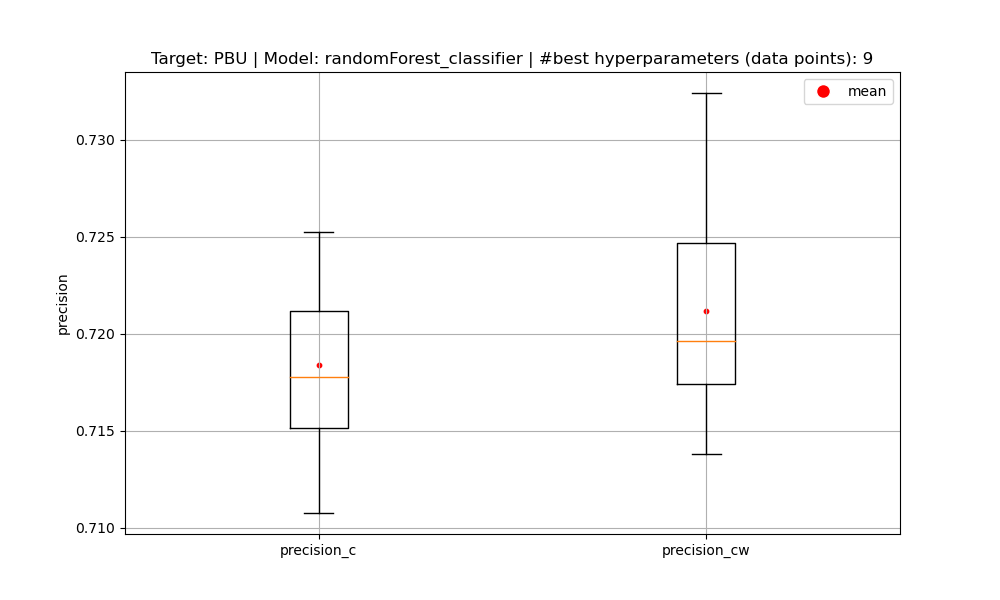 Target: PBU | Model: randomForest_classifier | #best hyperparameters (data points): 9
mean
0.730
0.725
0.720
0.715
0.710
precision
precision_c
precision_cw